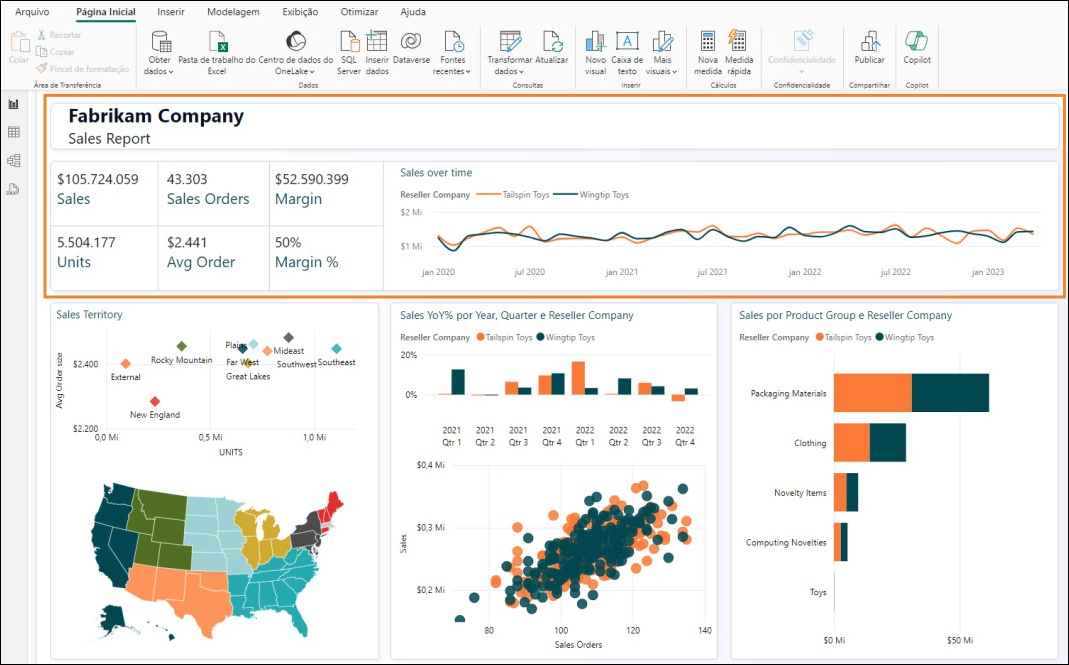 Arquivo Página Inicial Inserir Modelagem Exibição Otimizar Ajuda
Colar
Recortar
Copiar
Pincel de formatação
Área de Transferência
Obter dados
Pasta de trabalho do Excel
Centro de dados do OneLake
SQL Server
Inserir dados
Dataverse
Fontes recentes
Dados
Transformar dados
Atualizar
Consultas
Novo visual
Caixa de texto
Mais visuais
Inserir
Nova medida
Medida rápida
Cálculos
Confidencialidade
Confidencialidade
Publicar
Compartilhar
Copilot
Copilot
Fabrikam Company
Sales Report
$105.724.059
Sales
43.303
Sales Orders
$52.590.399
Margin
5.504.177
Units
$2.441
Avg Order
50%
Margin %
Sales over time
Reseller Company Tailspin Toys Wingtip Toys
$2 Mi
$1 Mi
jan 2020 jul 2020 jan 2021 jul 2021 jan 2022 jul 2022 jan 2023
Sales Territory
Avg Order size
$2.400
$2.200
Plains
Rocky Mountain
Mideast
Far West
Southwest
Southeast
External
Great Lakes
New England
0,0 Mi 0,5 Mi 1,0 Mi
UNITS
Sales YoY% por Year, Quarter e Reseller Company
Reseller Company Tailspin Toys Wingtip Toys
20%
0%
2021 2021 2021 2021 2022 2022 2022 2022
Qtr 1 Qtr 2 Qtr 3 Qtr 4 Qtr 1 Qtr 2 Qtr 3 Qtr 4
$0,4 Mi
$0,3 Mi
$0,2 Mi
Sales
80 100 120 140
Sales Orders
Sales por Product Group e Reseller Company
Reseller Company Tailspin Toys Wingtip Toys
Packaging Materials
Clothing
Novelty Items
Computing Novelties
Toys
$0 Mi $50 Mi